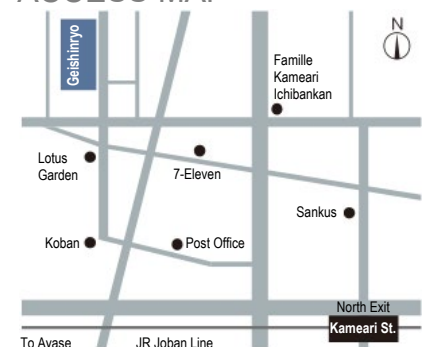 ACCESS MAP
N
Geishinryo
Famille
Kameari
Ichibankan
Lotus
Garden
7-Eleven
Sankus
Koban
Post Office
North Exit
Kameari St.
To Ayase
JR Joban Line